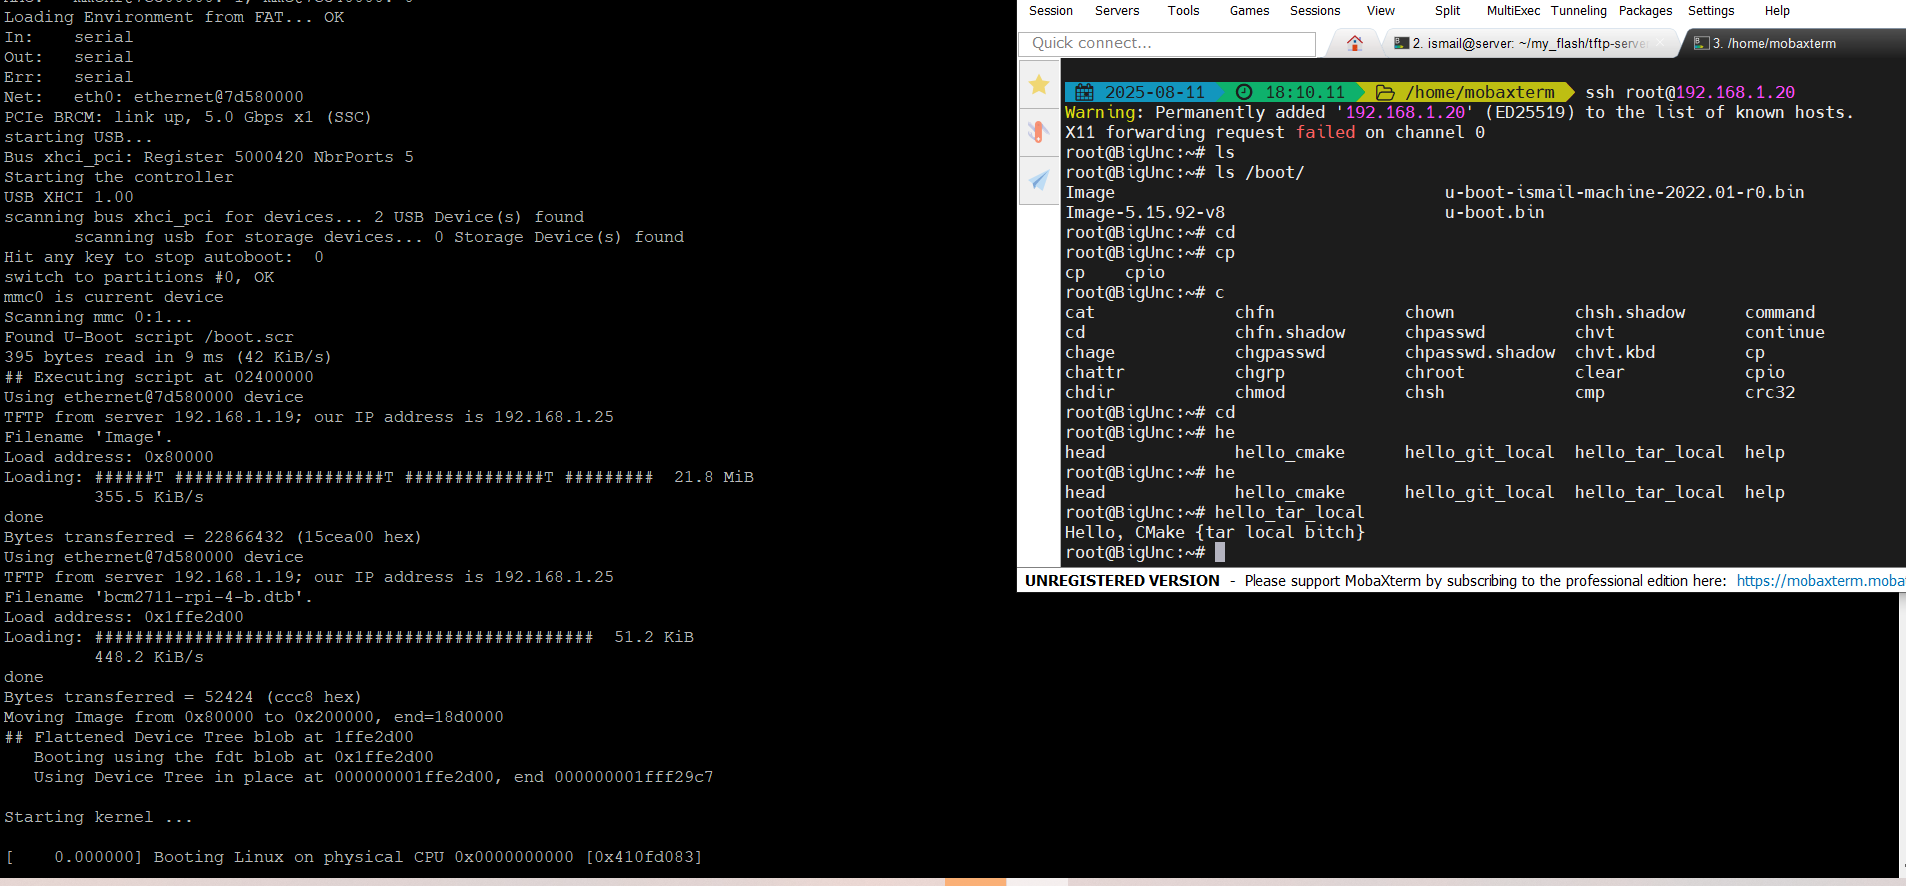 Loading Environment from FAT... OK
In:    serial
Out:   serial
Err:   serial
Net:   eth0: ethernet@7d580000
PCIe BRCM: link up, 5.0 Gbps x1 (SSC)
starting USB...
Bus xhci_pci: Register 5000420 NbrPorts 5
Starting the controller
USB XHCI 1.00
scanning bus xhci_pci for devices... 2 USB Device(s) found
       scanning usb for storage devices... 0 Storage Device(s) found
Hit any key to stop autoboot:  0
switch to partitions #0, OK
mmc0 is current device
Scanning mmc 0:1...
Found U-Boot script /boot.scr
395 bytes read in 9 ms (42 KiB/s)
## Executing script at 02400000
Using ethernet@7d580000 device
TFTP from server 192.168.1.19; our IP address is 192.168.1.25
Filename 'Image'.
Load address: 0x80000
Loading: ######T #####################T ##############T #########  21.8 MiB
         355.5 KiB/s
done
Bytes transferred = 22866432 (15cea00 hex)
Using ethernet@7d580000 device
TFTP from server 192.168.1.19; our IP address is 192.168.1.25
Filename 'bcm2711-rpi-4-b.dtb'.
Load address: 0x1ffe2d00
Loading: ##################################################  51.2 KiB
         448.2 KiB/s
done
Bytes transferred = 52424 (ccc8 hex)
Moving Image from 0x80000 to 0x200000, end=18d0000
## Flattened Device Tree blob at 1ffe2d00
   Booting using the fdt blob at 0x1ffe2d00
   Using Device Tree in place at 000000001ffe2d00, end 000000001fff29c7
Starting kernel ...
[    0.000000] Booting Linux on physical CPU 0x0000000000 [0x410fd083]
Session Servers Tools Games Sessions View Split MultiExec Tunneling Packages Settings Help
Quick connect...
2. ismail@server: ~/my_flash/tftp-serve
3. /home/mobaxterm
2025-08-11 18:10.11 /home/mobaxterm ssh root@192.168.1.20
Warning: Permanently added '192.168.1.20' (ED25519) to the list of known hosts.
X11 forwarding request failed on channel 0
root@BigUnc:~# ls
root@BigUnc:~# ls /boot/
Image                                 u-boot-ismail-machine-2022.01-r0.bin
Image-5.15.92-v8                      u-boot.bin
root@BigUnc:~# cd
root@BigUnc:~# cp
cp    cpio
root@BigUnc:~# c
cat              chfn             chown            chsh.shadow      command
cd               chfn.shadow      chpasswd         chvt             continue
chage            chgpasswd        chpasswd.shadow  chvt.kbd         cp
chattr           chgrp            chroot           clear            cpio
chdir            chmod            chsh             cmp              crc32
root@BigUnc:~# cd
root@BigUnc:~# he
head             hello_cmake      hello_git_local  hello_tar_local  help
root@BigUnc:~# he
head             hello_cmake      hello_git_local  hello_tar_local  help
root@BigUnc:~# hello_tar_local
Hello, CMake {tar local bitch}
root@BigUnc:~#
UNREGISTERED VERSION - Please support MobaXterm by subscribing to the professional edition here: https://mobaxterm.moba